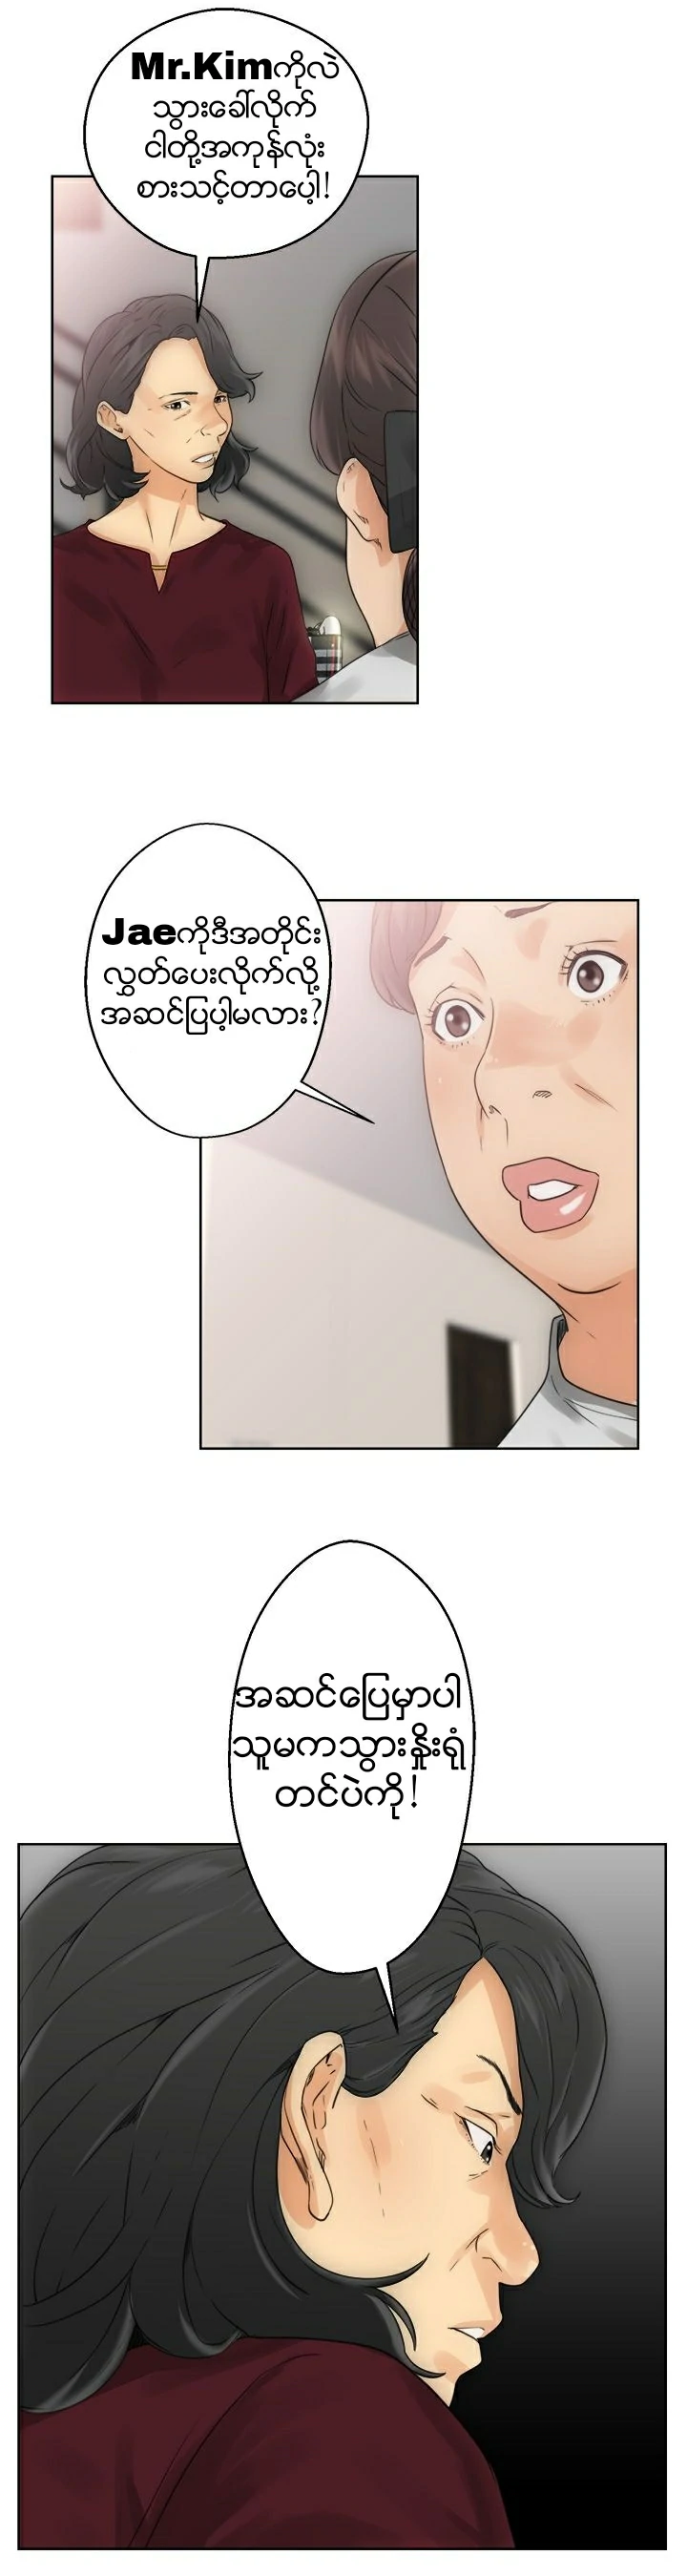 Mr.Kimကိုလဲ
သွားခေါ်လိုက်
ငါတို့အကုန်လုံး
စားသင့်တာပေါ့!
Jaeကိုဒီအတိုင်း
လွှတ်ပေးလိုက်လို့
အဆင်ပြပါ့မလား?
အဆင်ပြေမှာပါ
သူမကသွားနှိုးရုံ
တင်ပဲကို!